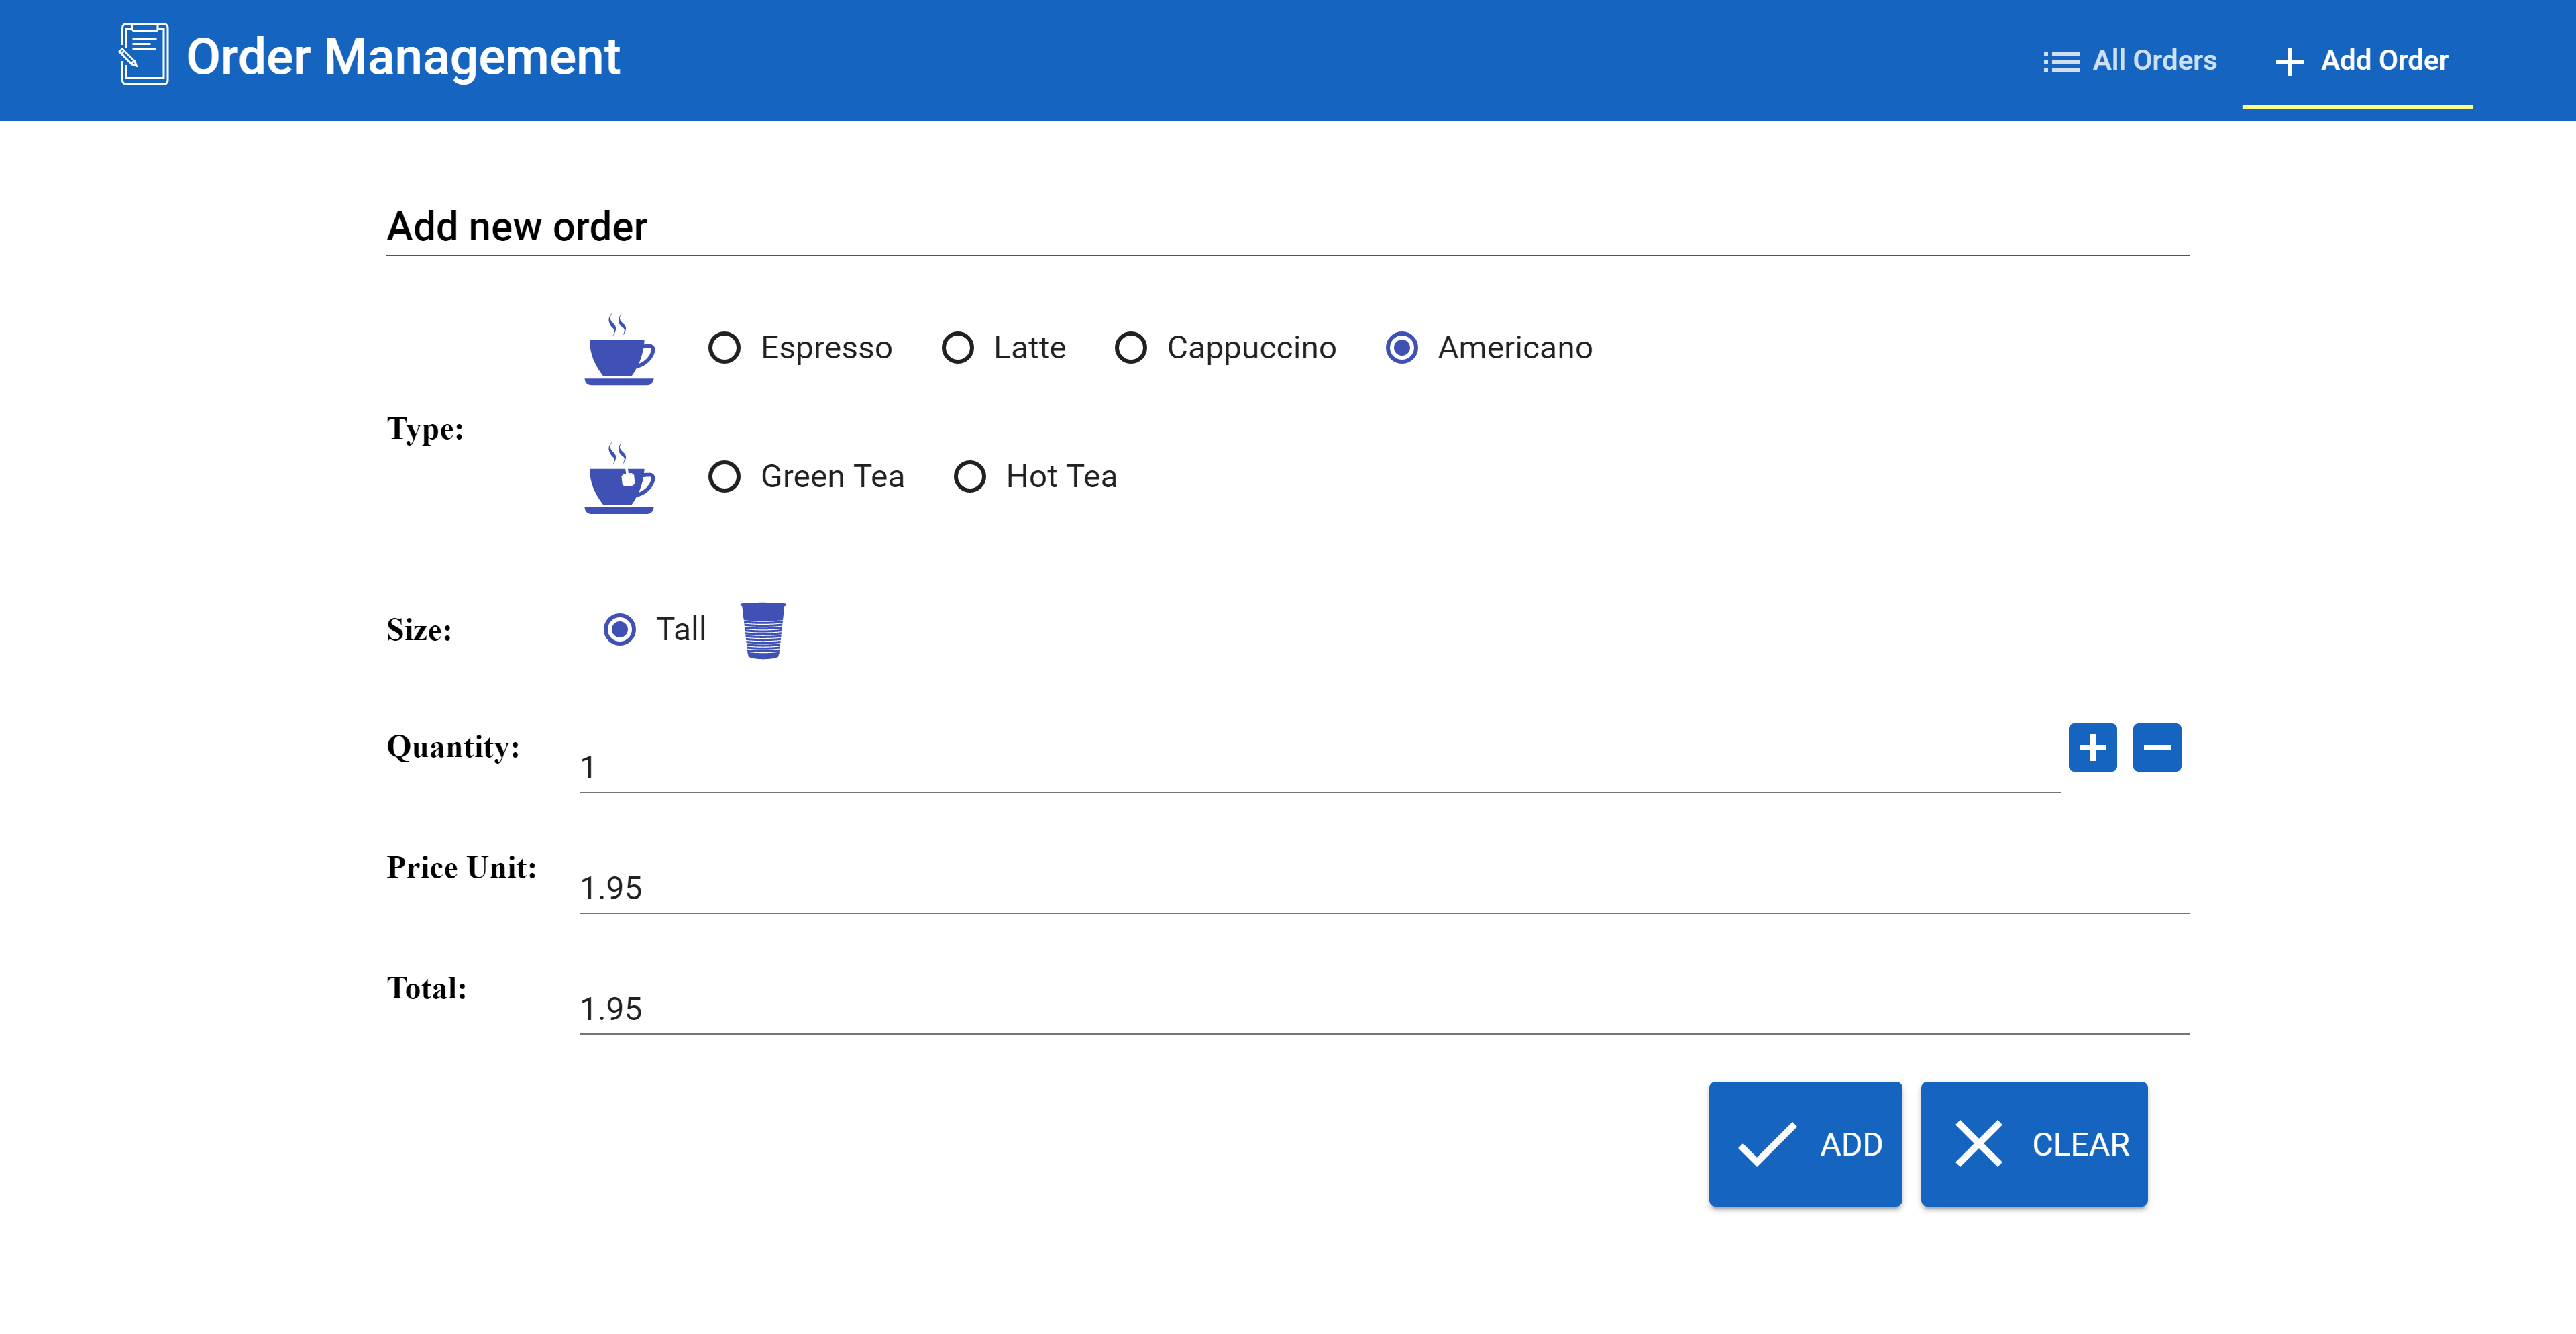 Order Management
All Orders
Add Order
Add new order
Espresso Latte Cappuccino Americano
Type:
Green Tea Hot Tea
Size: Tall
Quantity: 1
Price Unit: 1.95
Total: 1.95
ADD CLEAR